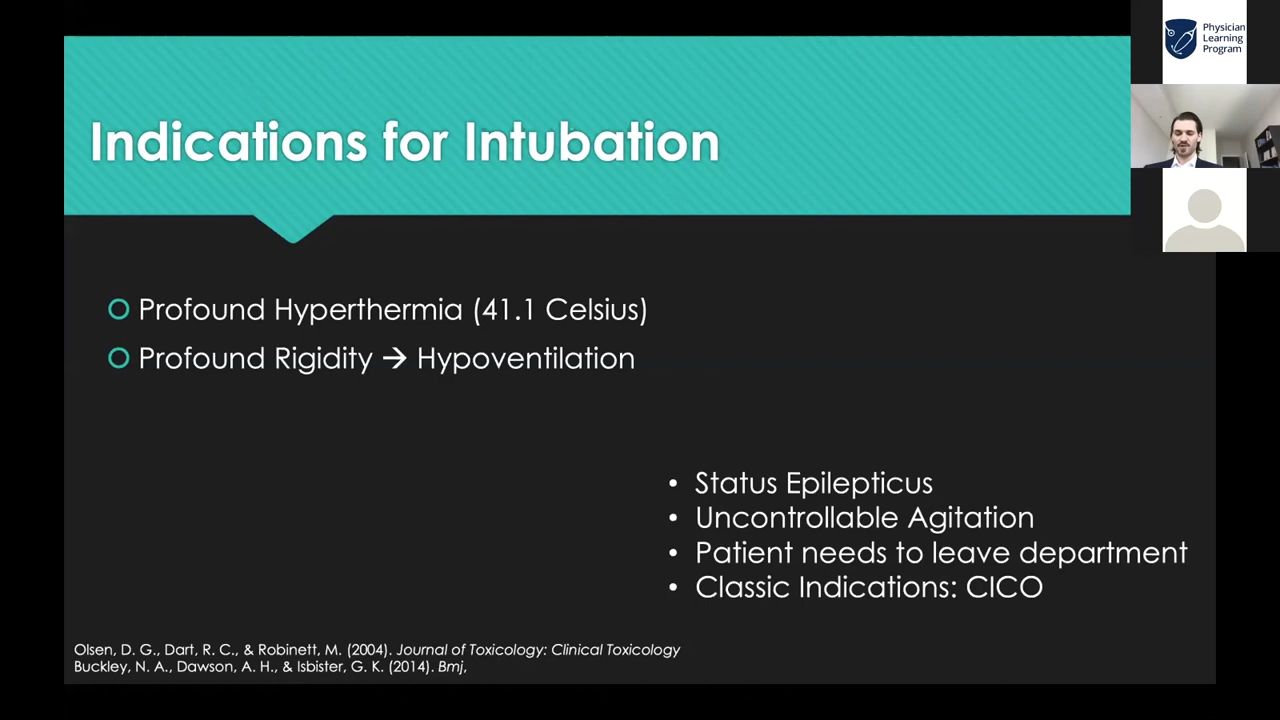 Physician
Learning
Program
Indications for Intubation
Profound Hyperthermia (41.1 Celsius)
Profound Rigidity → Hypoventilation
• Status Epilepticus
• Uncontrollable Agitation
• Patient needs to leave department
• Classic Indications: CICO
Olsen, D. G., Dart, R. C., & Robinett, M. (2004). Journal of Toxicology: Clinical Toxicology
Buckley, N. A., Dawson, A. H., & Isbister, G. K. (2014). Bmj,